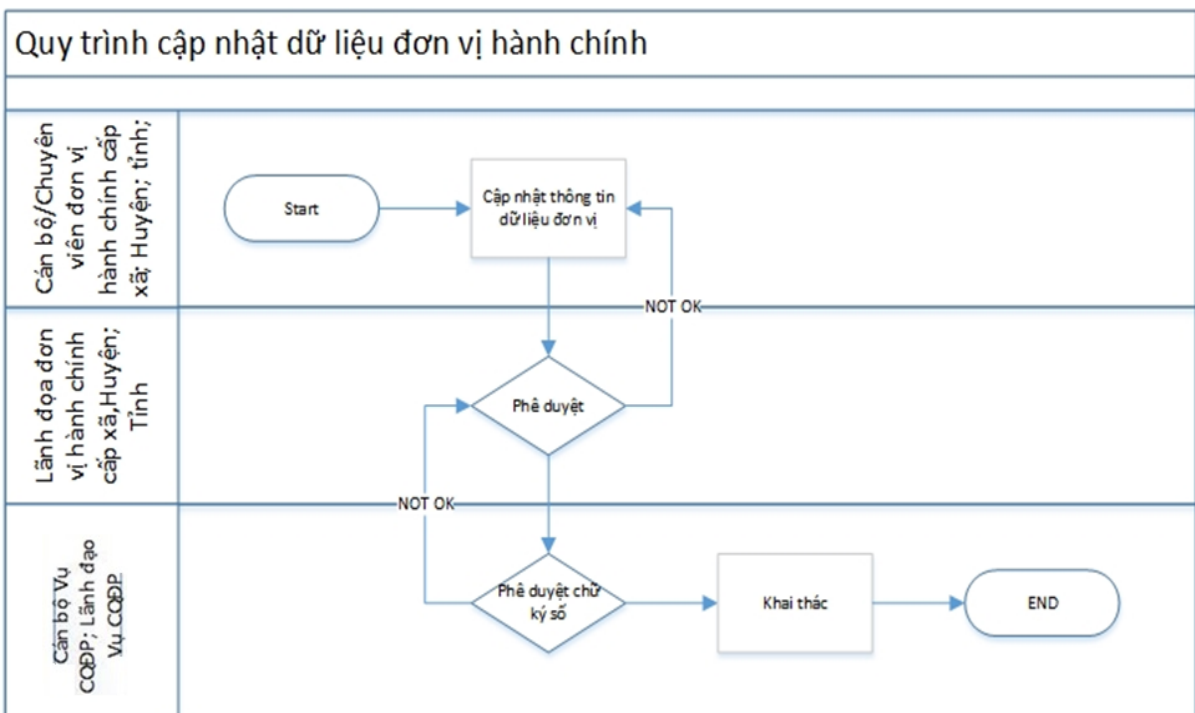 Quy trình cập nhật dữ liệu đơn vị hành chính
Cán bộ/Chuyên
viên đơn vị
hành chính cấp
xã; Huyện; tỉnh;
Start
Cập nhật thông tin
dữ liệu đơn vị
NOT OK
Lãnh đọa đơn
vị hành chính
cấp xã,Huyện;
Tỉnh
Phê duyệt
NOT OK
Cán bộ Vụ
CQĐP; Lãnh đạo
Vụ CQĐP
Phê duyệt chữ
ký số
Khai thác
END